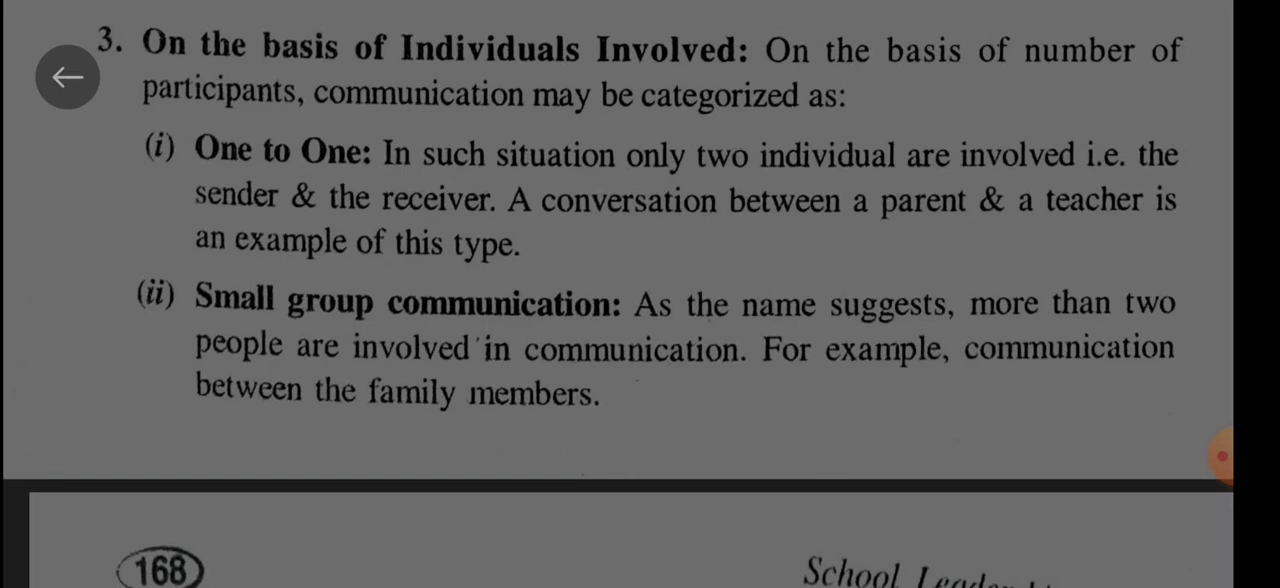 3. On the basis of Individuals Involved: On the basis of number of
participants, communication may be categorized as:
(i) One to One: In such situation only two individual are involved i.e. the
sender & the receiver. A conversation between a parent & a teacher is
an example of this type.
(ii) Small group communication: As the name suggests, more than two
people are involved in communication. For example, communication
between the family members.
168
School